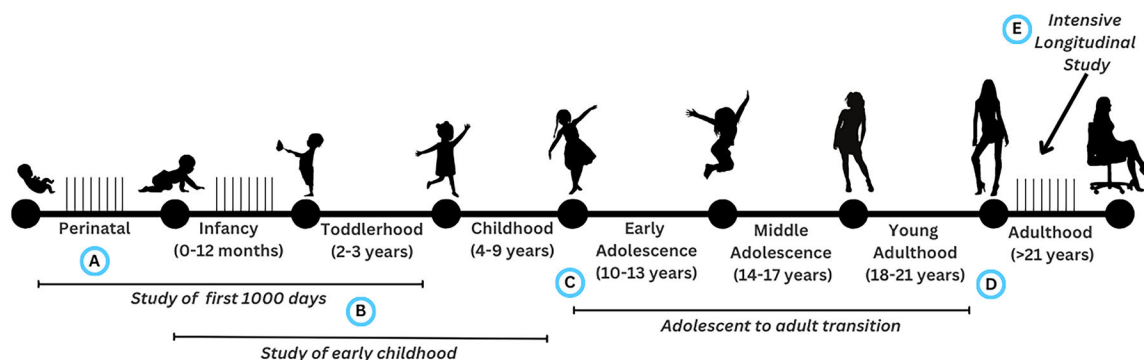 E
Intensive
Longitudinal
Study
Perinatal
Infancy
(0-12 months)
Toddlerhood
(2-3 years)
Childhood
(4-9 years)
Early
Adolescence
(10-13 years)
Middle
Adolescence
(14-17 years)
Young
Adulthood
(18-21 years)
Adulthood
(>21 years)
A
C
D
Study of first 1000 days
B
Adolescent to adult transition
Study of early childhood